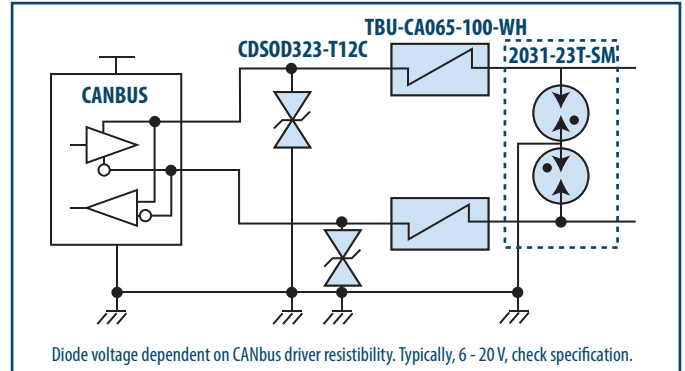 TBU-CA065-100-WH
CDSOD323-T12C
2031-23T-SM
CANBUS
Diode voltage dependent on CANbus driver resistibility. Typically, 6 - 20 V, check specification.